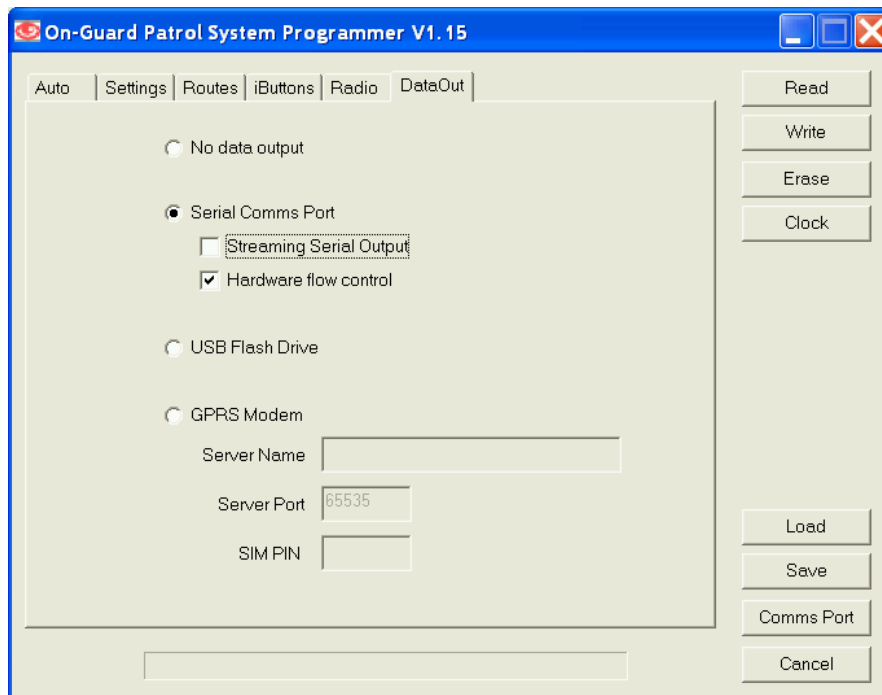 On-Guard Patrol System Programmer V1.15
Auto Settings Routes iButtons Radio DataOut
No data output
Serial Comms Port
Streaming Serial Output
Hardware flow control
USB Flash Drive
GPRS Modem
Server Name
Server Port 65535
SIM PIN
Read
Write
Erase
Clock
Load
Save
Comms Port
Cancel